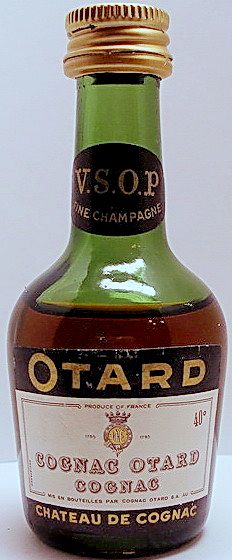 V.S.O.P
FINE CHAMPAGNE
OTARD
PRODUCE OF FRANCE
40°
1795 1795
COGNAC OTARD
COGNAC
MIS EN BOUTEILLES PAR COGNAC OTARD S.A. AU
CHATEAU DE COGNAC